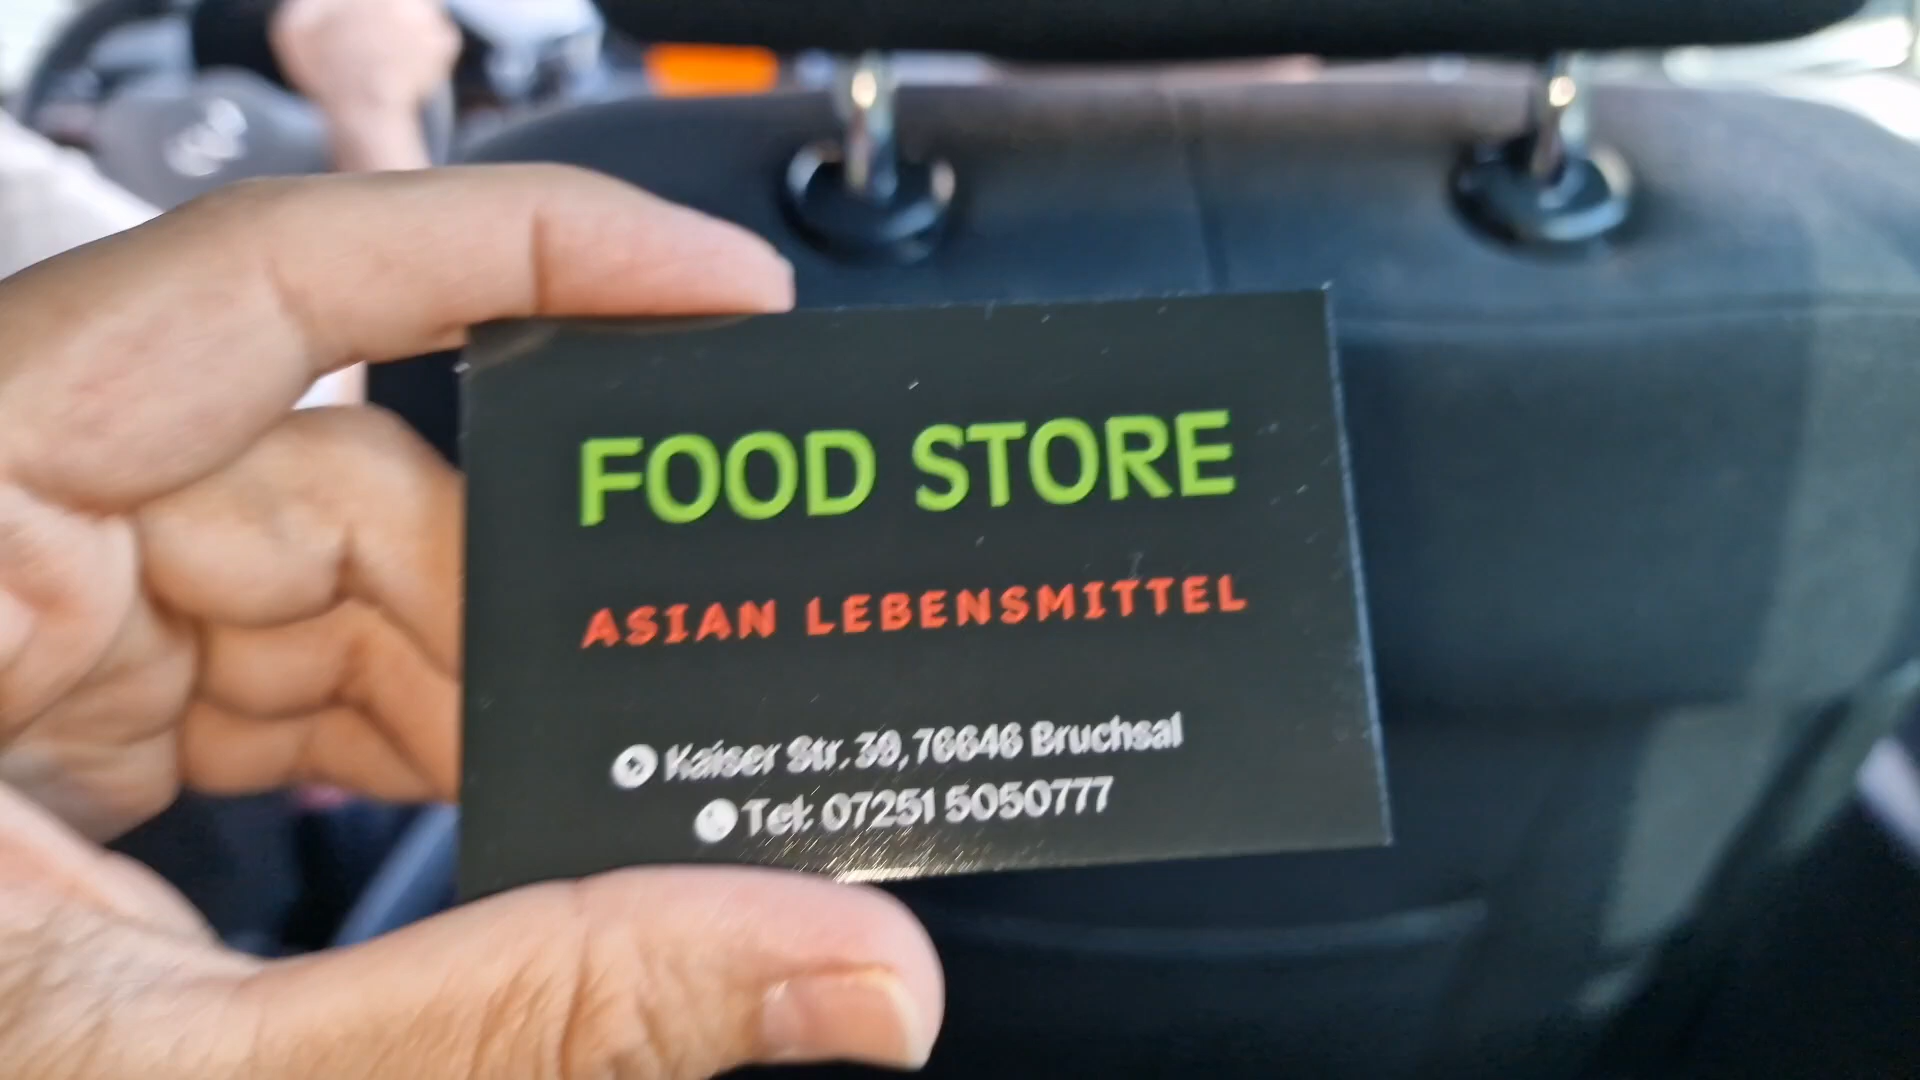 FOOD STORE
ASIAN LEBENSMITTEL
Kaiser Str. 39, 76646 Bruchsal
Tel: 07251 5050777